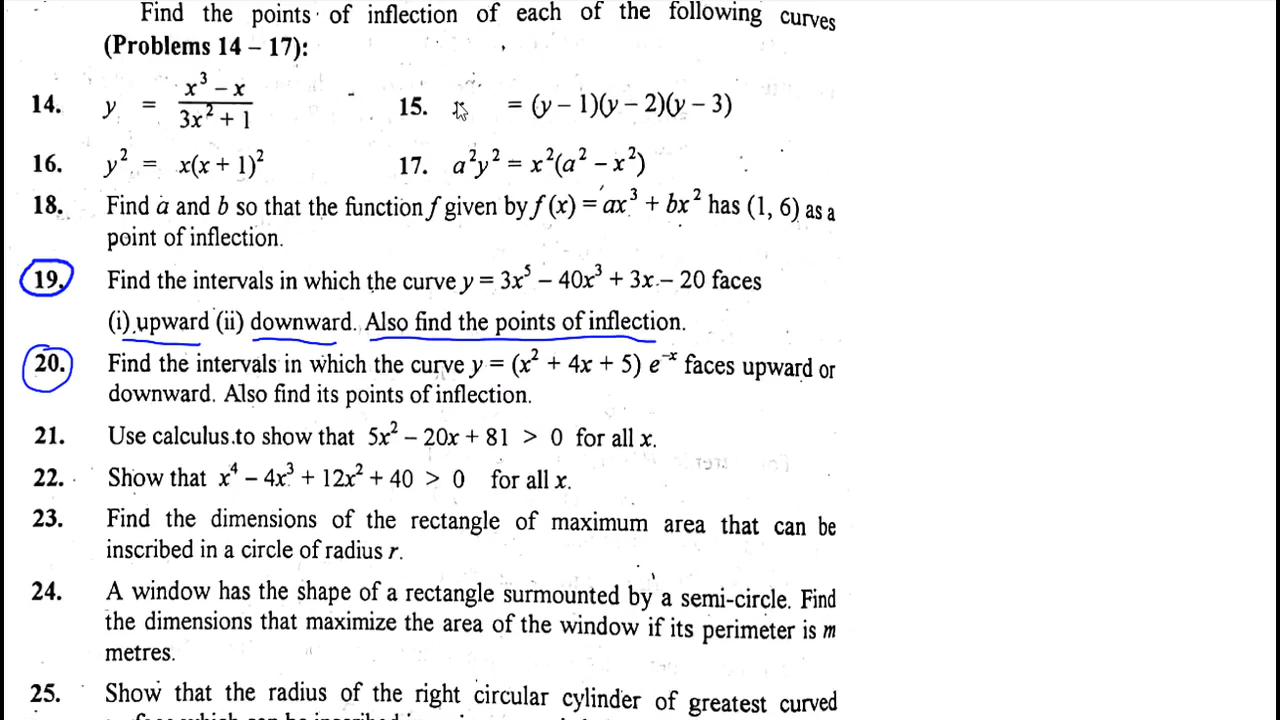 Find the points of inflection of each of the following curves
(Problems 14 – 17):
14. y = x³ – x / 3x² + 1 15. = (y – 1)(y – 2)(y – 3)
16. y² = x(x + 1)² 17. a²y² = x²(a² – x²)
18. Find a and b so that the function f given by f (x) = ax³ + bx² has (1, 6) as a
point of inflection.
19. Find the intervals in which the curve y = 3x⁵ – 40x³ + 3x – 20 faces
(i) upward (ii) downward. Also find the points of inflection.
20. Find the intervals in which the curve y = (x² + 4x + 5) e⁻ˣ faces upward or
downward. Also find its points of inflection.
21. Use calculus to show that 5x² – 20x + 81 > 0 for all x.
22. Show that x⁴ – 4x³ + 12x² + 40 > 0 for all x.
23. Find the dimensions of the rectangle of maximum area that can be
inscribed in a circle of radius r.
24. A window has the shape of a rectangle surmounted by a semi-circle. Find
the dimensions that maximize the area of the window if its perimeter is m
metres.
25. Show that the radius of the right circular cylinder of greatest curved